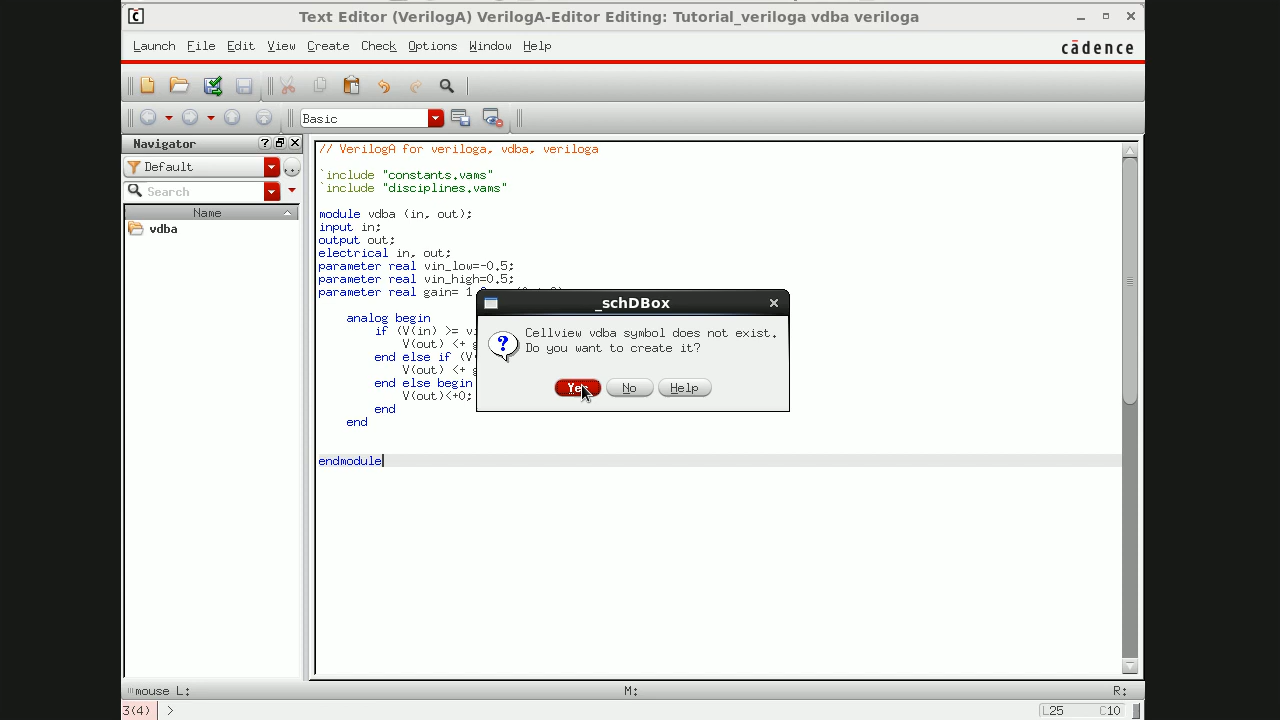 Text Editor (VerilogA) VerilogA-Editor Editing: Tutorial_veriloga vdba veriloga
Launch File Edit View Create Check Options Window Help
cādence
Basic
Navigator
Default
Search
Name
vdba
// VerilogA for veriloga, vdba, veriloga
`include "constants.vams"
`include "disciplines.vams"
module vdba (in, out);
input in;
output out;
electrical in, out;
parameter real vin_low=-0.5;
parameter real vin_high=0.5;
parameter real gain= 1
analog begin
if (V(in) >= v
V(out) <+ g
end else if (V
V(out) <+ g
end else begin
V(out)<+0;
end
end
endmodule
_schDBox
Cellview vdba symbol does not exist.
Do you want to create it?
Yes No Help
mouse L: M: R:
3(4) >
L25 C10